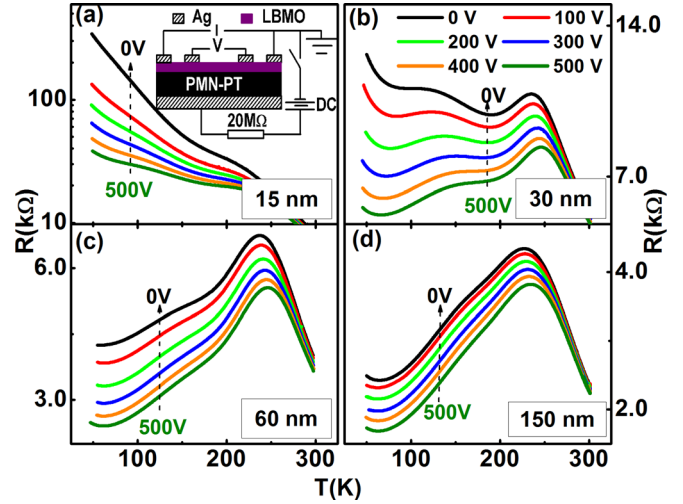 (a)
Ag
LBMO
I
V
0V
PMN-PT
DC
20MΩ
500V
15 nm
100
10
R(kΩ)
(b)
0 V
100 V
200 V
300 V
400 V
500 V
0V
500V
30 nm
14.0
7.0
R(kΩ)
(c)
0V
500V
60 nm
6.0
3.0
(d)
0V
500V
150 nm
4.0
2.0
100
200
300
100
200
300
T(K)